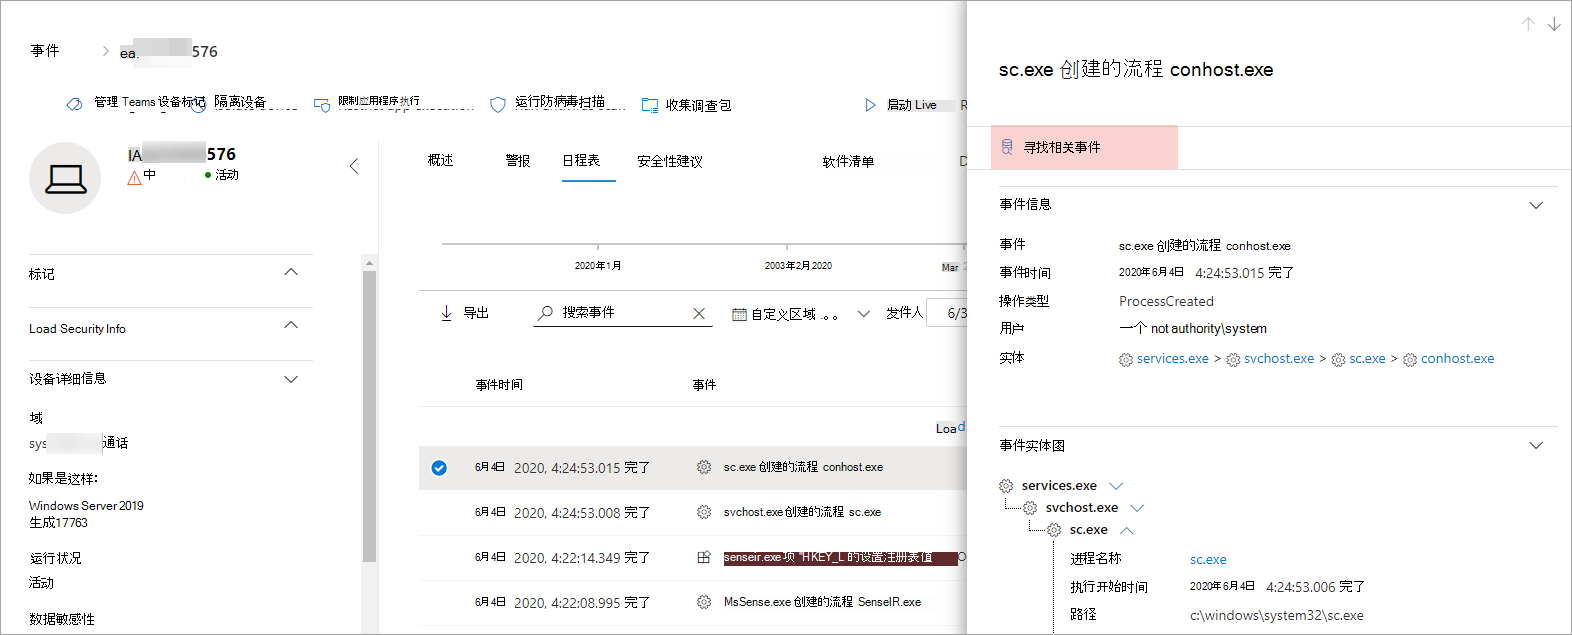 事件 > ea. 576
管理 Teams 设备标记 隔离设备 限制应用程序执行 运行防病毒扫描 收集调查包 启动 Live R
IA 576
中 活动
标记
Load Security Info
设备详细信息
域
sys 通话
如果是这样:
Windows Server 2019
生成17763
运行状况
活动
数据敏感性
概述 警报 日程表 安全性建议 软件清单 D
2020年1月 2003年2月2020 Mar
导出 搜索事件 自定义区域 .。。 发件人 6/3
事件时间 事件
Load
6月4日 2020, 4:24:53.015 完了 sc.exe 创建的流程 conhost.exe
6月4日 2020, 4:24:53.008 完了 svchost.exe 创建的流程 sc.exe
6月4日 2020, 4:22:14.349 完了 senseir.exe 项 "HKEY_L 的设置注册表值
6月4日 2020, 4:22:08.995 完了 MsSense.exe 创建的流程 SenseIR.exe
sc.exe 创建的流程 conhost.exe
寻找相关事件
事件信息
事件 sc.exe 创建的流程 conhost.exe
事件时间 2020年6月4日 4:24:53.015 完了
操作类型 ProcessCreated
用户 一个 not authority\system
实体 services.exe > svchost.exe > sc.exe > conhost.exe
事件实体图
services.exe
svchost.exe
sc.exe
进程名称 sc.exe
执行开始时间 2020年6月4日 4:24:53.006 完了
路径 c:\windows\system32\sc.exe